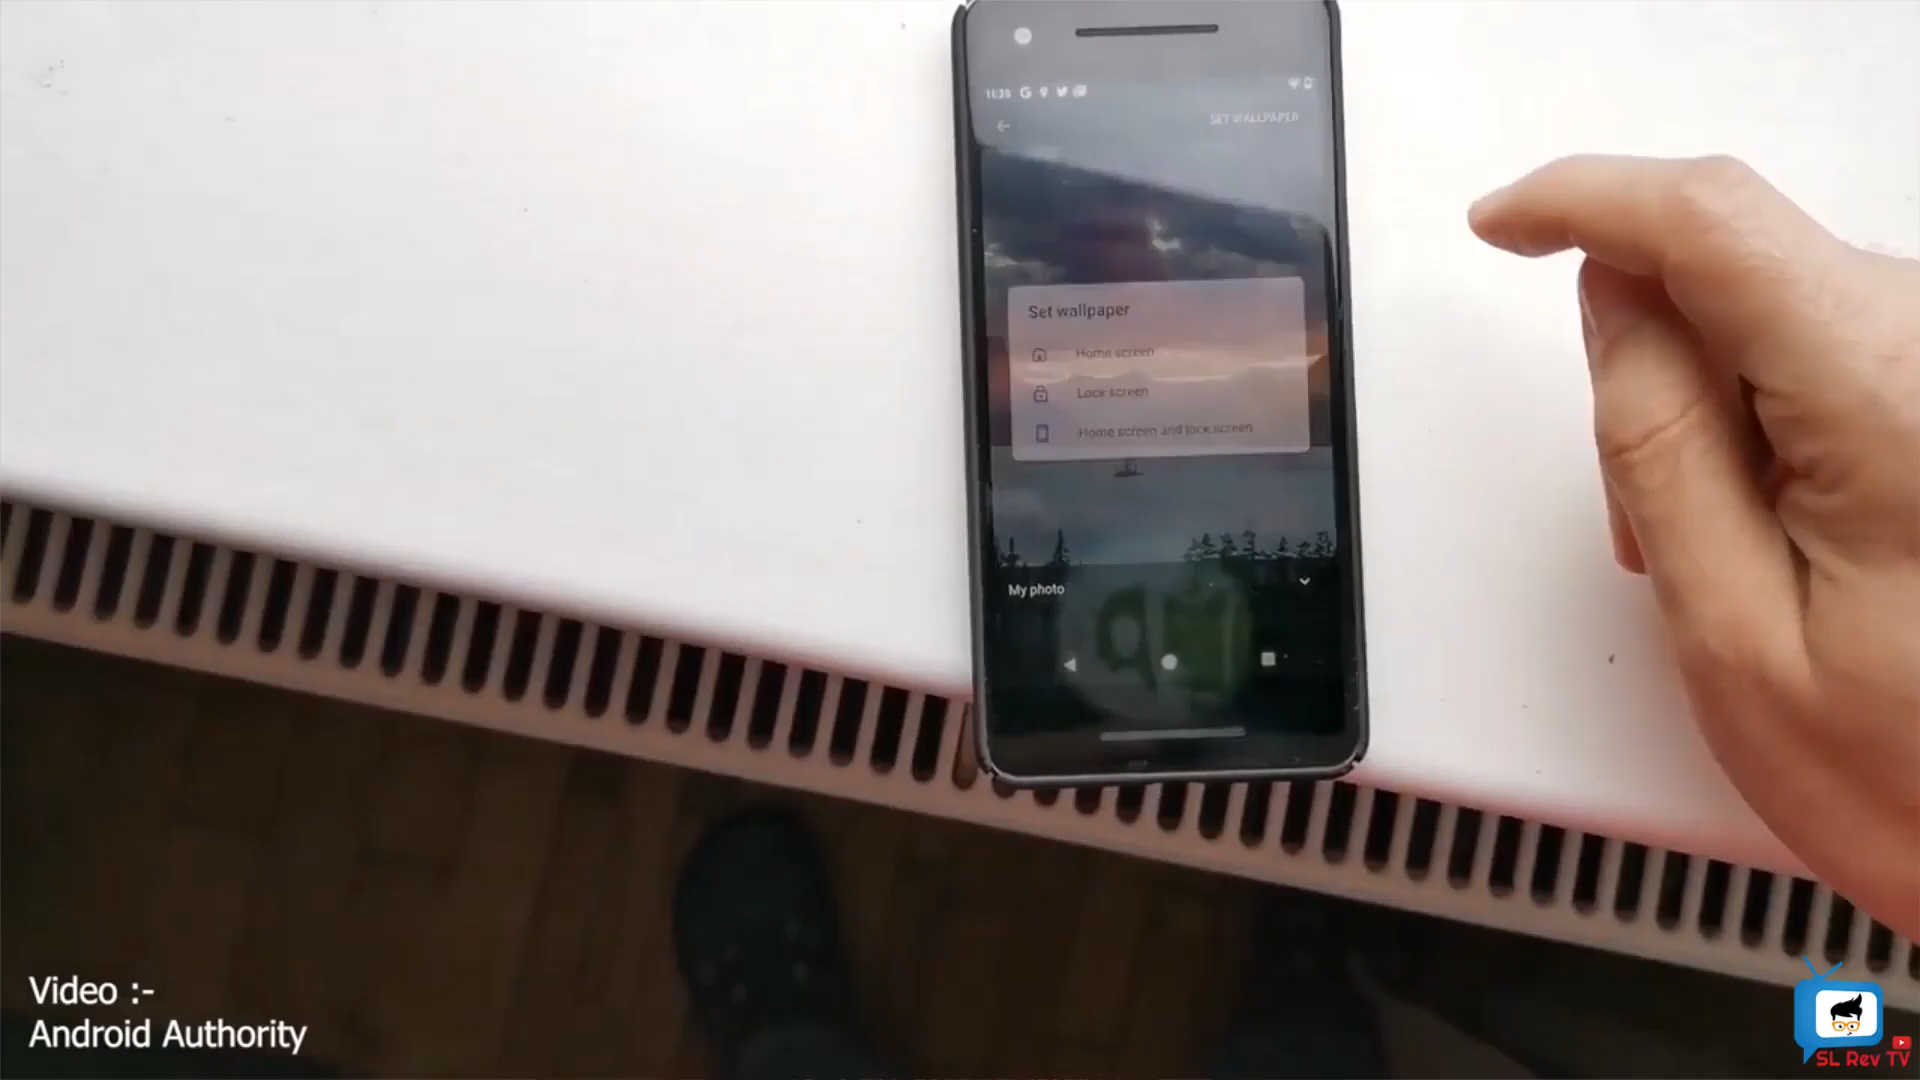 11:35
SET WALLPAPER
Set wallpaper
Home screen
Lock screen
Home screen and lock screen
My photo
Video :-
Android Authority
SL Rev TV